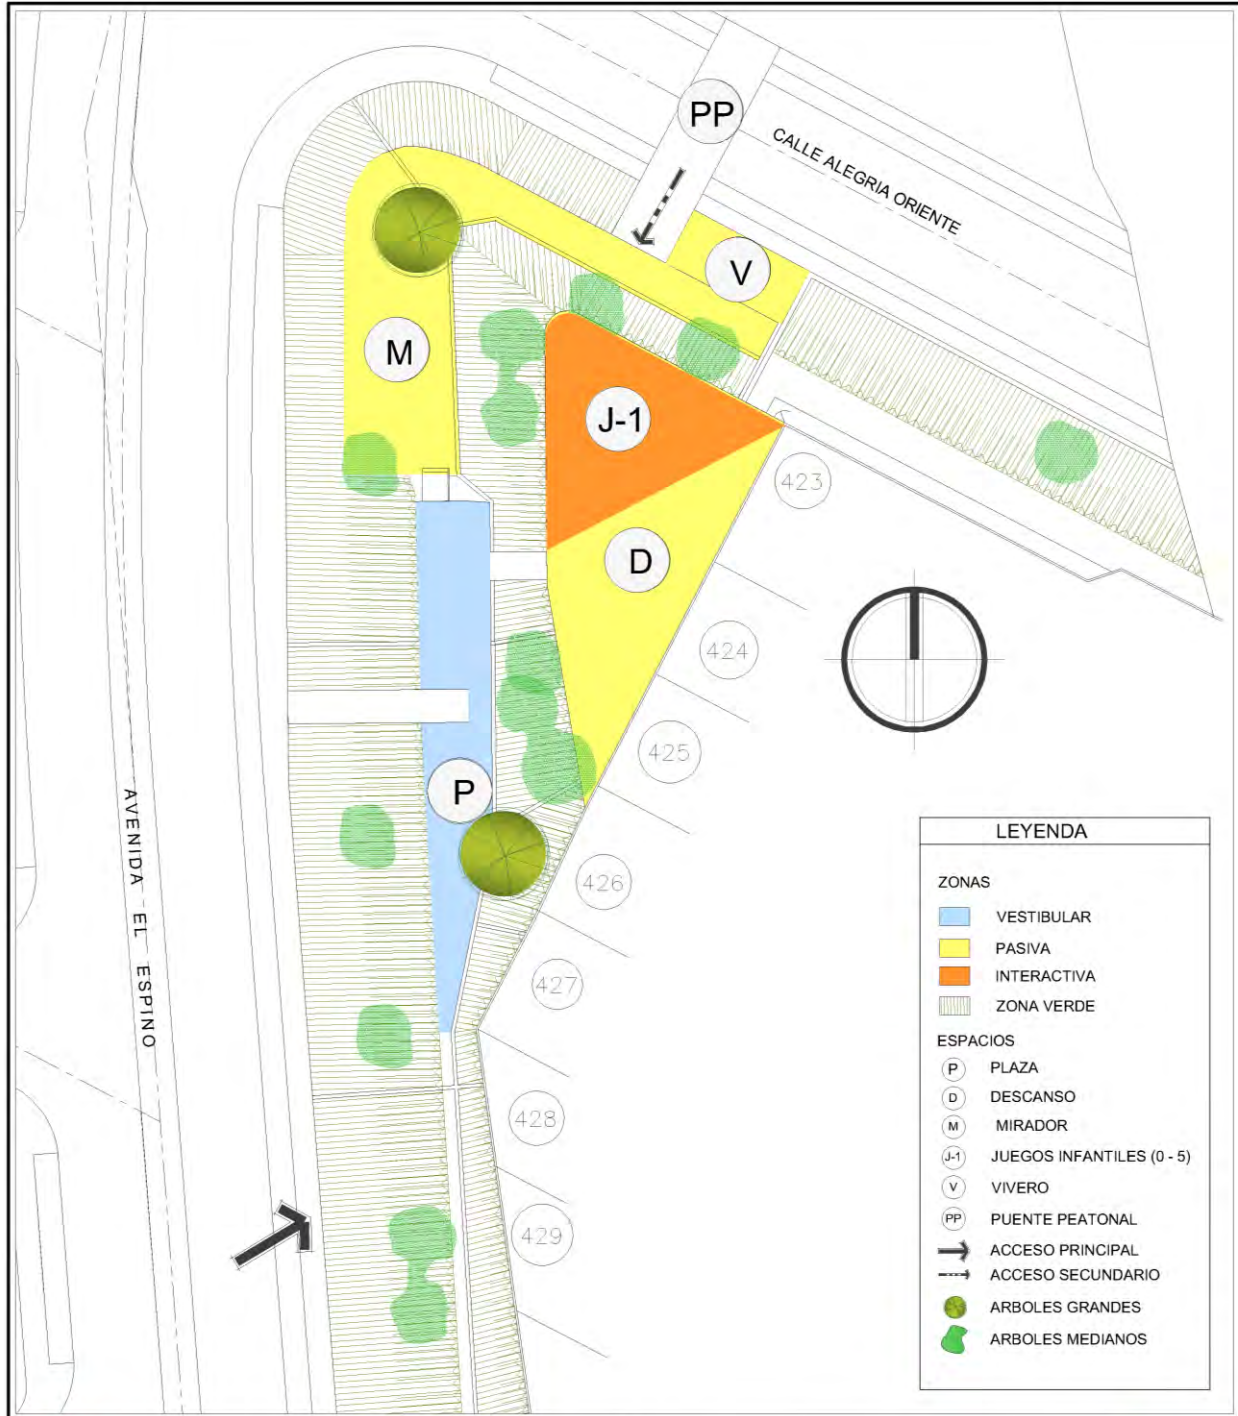 PP
CALLE ALEGRIA ORIENTE
V
M
J-1
423
D
424
425
P
426
427
428
429
AVENIDA EL ESPINO
LEYENDA
ZONAS
VESTIBULAR
PASIVA
INTERACTIVA
ZONA VERDE
ESPACIOS
P PLAZA
D DESCANSO
M MIRADOR
J-1 JUEGOS INFANTILES (0 - 5)
V VIVERO
PP PUENTE PEATONAL
ACCESO PRINCIPAL
ACCESO SECUNDARIO
ARBOLES GRANDES
ARBOLES MEDIANOS